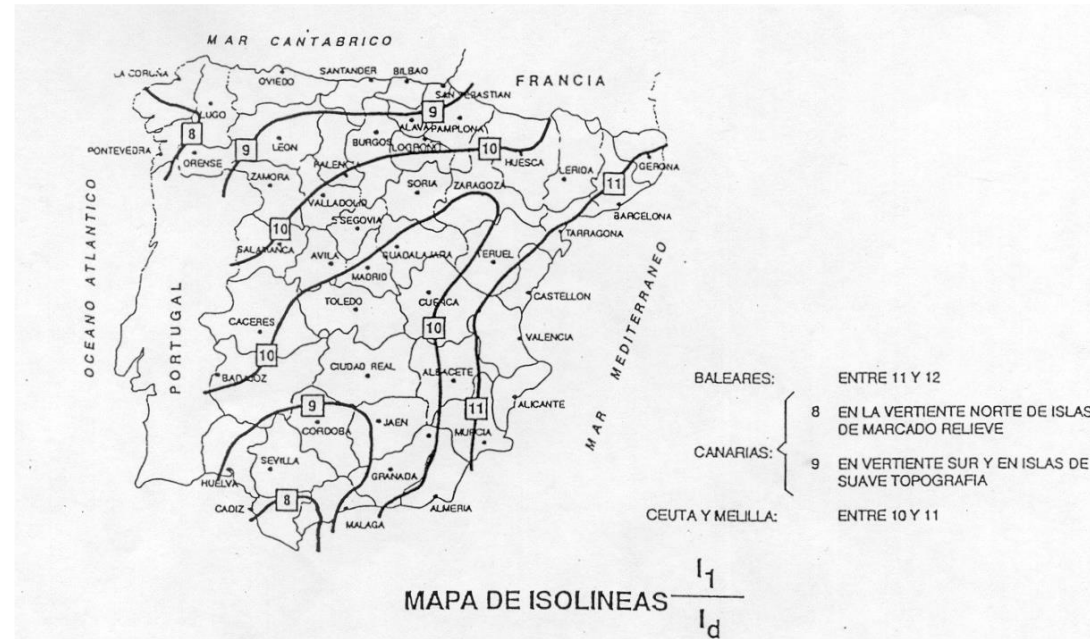 MAR CANTABRICO
LA CORUÑA
OVIEDO
SANTANDER
BILBAO
FRANCIA
SAN SEBASTIAN
LUGO
9
ALAVA
PAMPLONA
8
PONTEVEDRA
ORENSE
9
LEON
BURGOS
LOGROÑO
10
HUESCA
GERONA
PALENCIA
ZAMORA
LERIDA
11
SORIA
ZARAGOZA
VALLADOLID
BARCELONA
SEGOVIA
10
TARRAGONA
SALAMANCA
AVILA
GUADALAJARA
TERUEL
MADRID
OCEANO ATLANTICO
PORTUGAL
TOLEDO
CUENCA
CASTELLON
MAR MEDITERRANEO
CACERES
10
VALENCIA
10
BADAJOZ
CIUDAD REAL
ALBACETE
9
11
ALICANTE
CORDOBA
JAEN
MURCIA
SEVILLA
HUELVA
GRANADA
8
CADIZ
MALAGA
ALMERIA
BALEARES: ENTRE 11 Y 12
CANARIAS:
8 EN LA VERTIENTE NORTE DE ISLAS
DE MARCADO RELIEVE
9 EN VERTIENTE SUR Y EN ISLAS DE
SUAVE TOPOGRAFIA
CEUTA Y MELILLA: ENTRE 10 Y 11
MAPA DE ISOLINEAS I1
Id